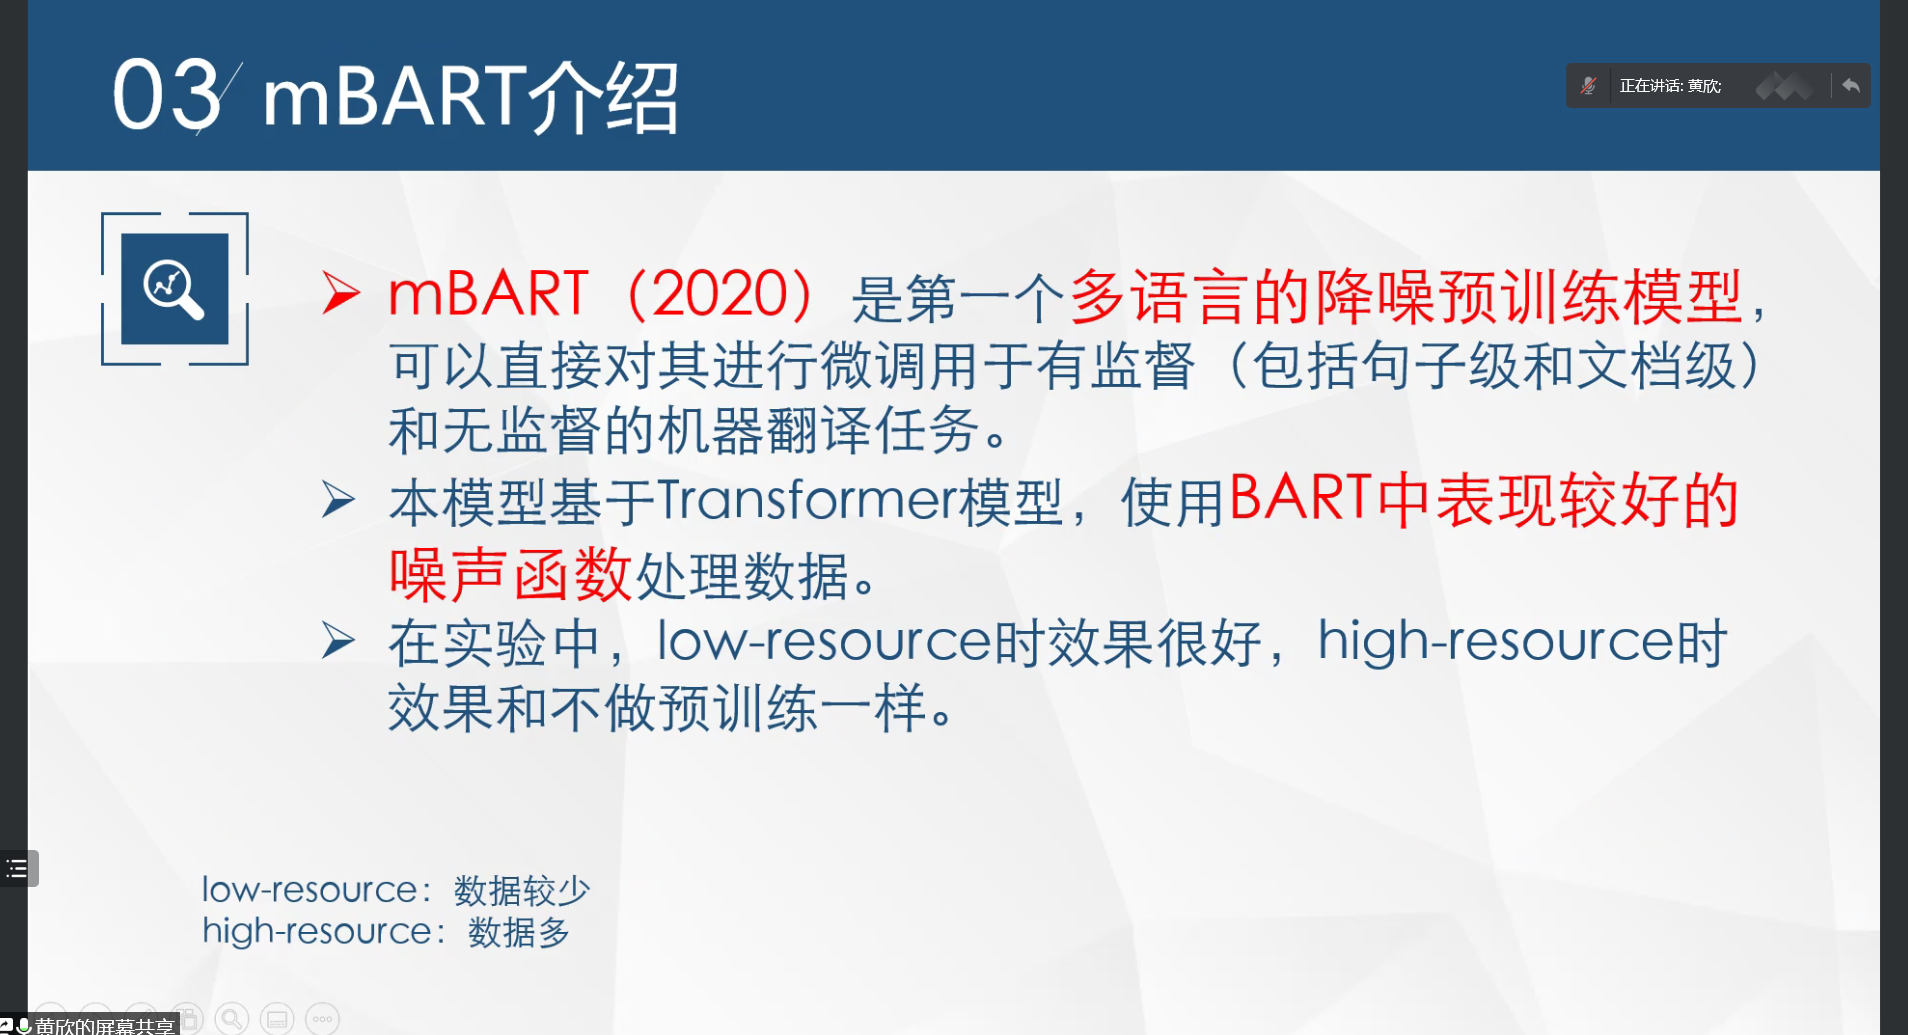 03 mBART介绍
正在讲话: 黄欣;
mBART（2020）是第一个多语言的降噪预训练模型，
可以直接对其进行微调用于有监督（包括句子级和文档级）
和无监督的机器翻译任务。
本模型基于Transformer模型，使用BART中表现较好的
噪声函数处理数据。
在实验中，low-resource时效果很好，high-resource时
效果和不做预训练一样。
low-resource：数据较少
high-resource：数据多
黄欣的屏幕共享